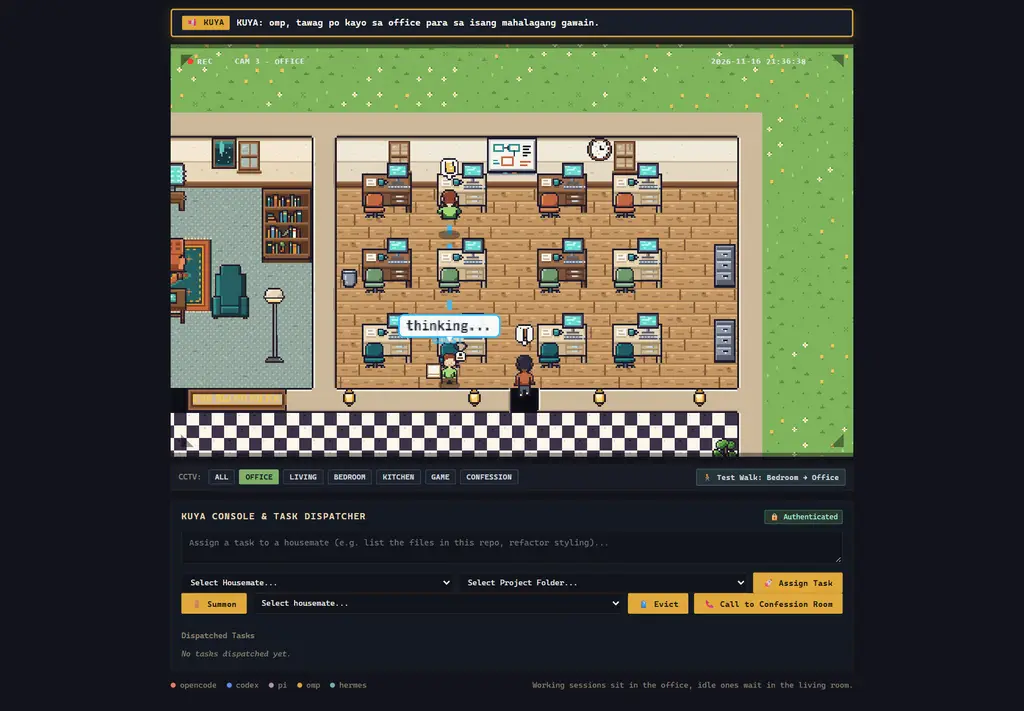 KUYA KUYA: omp, tawag po kayo sa office para sa isang mahalagang gawain.
REC CAM 3 - OFFICE 2026-11-16 21:36:38
thinking...
CCTV: ALL OFFICE LIVING BEDROOM KITCHEN GAME CONFESSION Test Walk: Bedroom → Office
KUYA CONSOLE & TASK DISPATCHER Authenticated
Assign a task to a housemate (e.g. list the files in this repo, refactor styling)...
Select Housemate... Select Project Folder... Assign Task
Summon Select housemate... Evict Call to Confession Room
Dispatched Tasks
No tasks dispatched yet.
opencode codex pi omp hermes Working sessions sit in the office, idle ones wait in the living room.